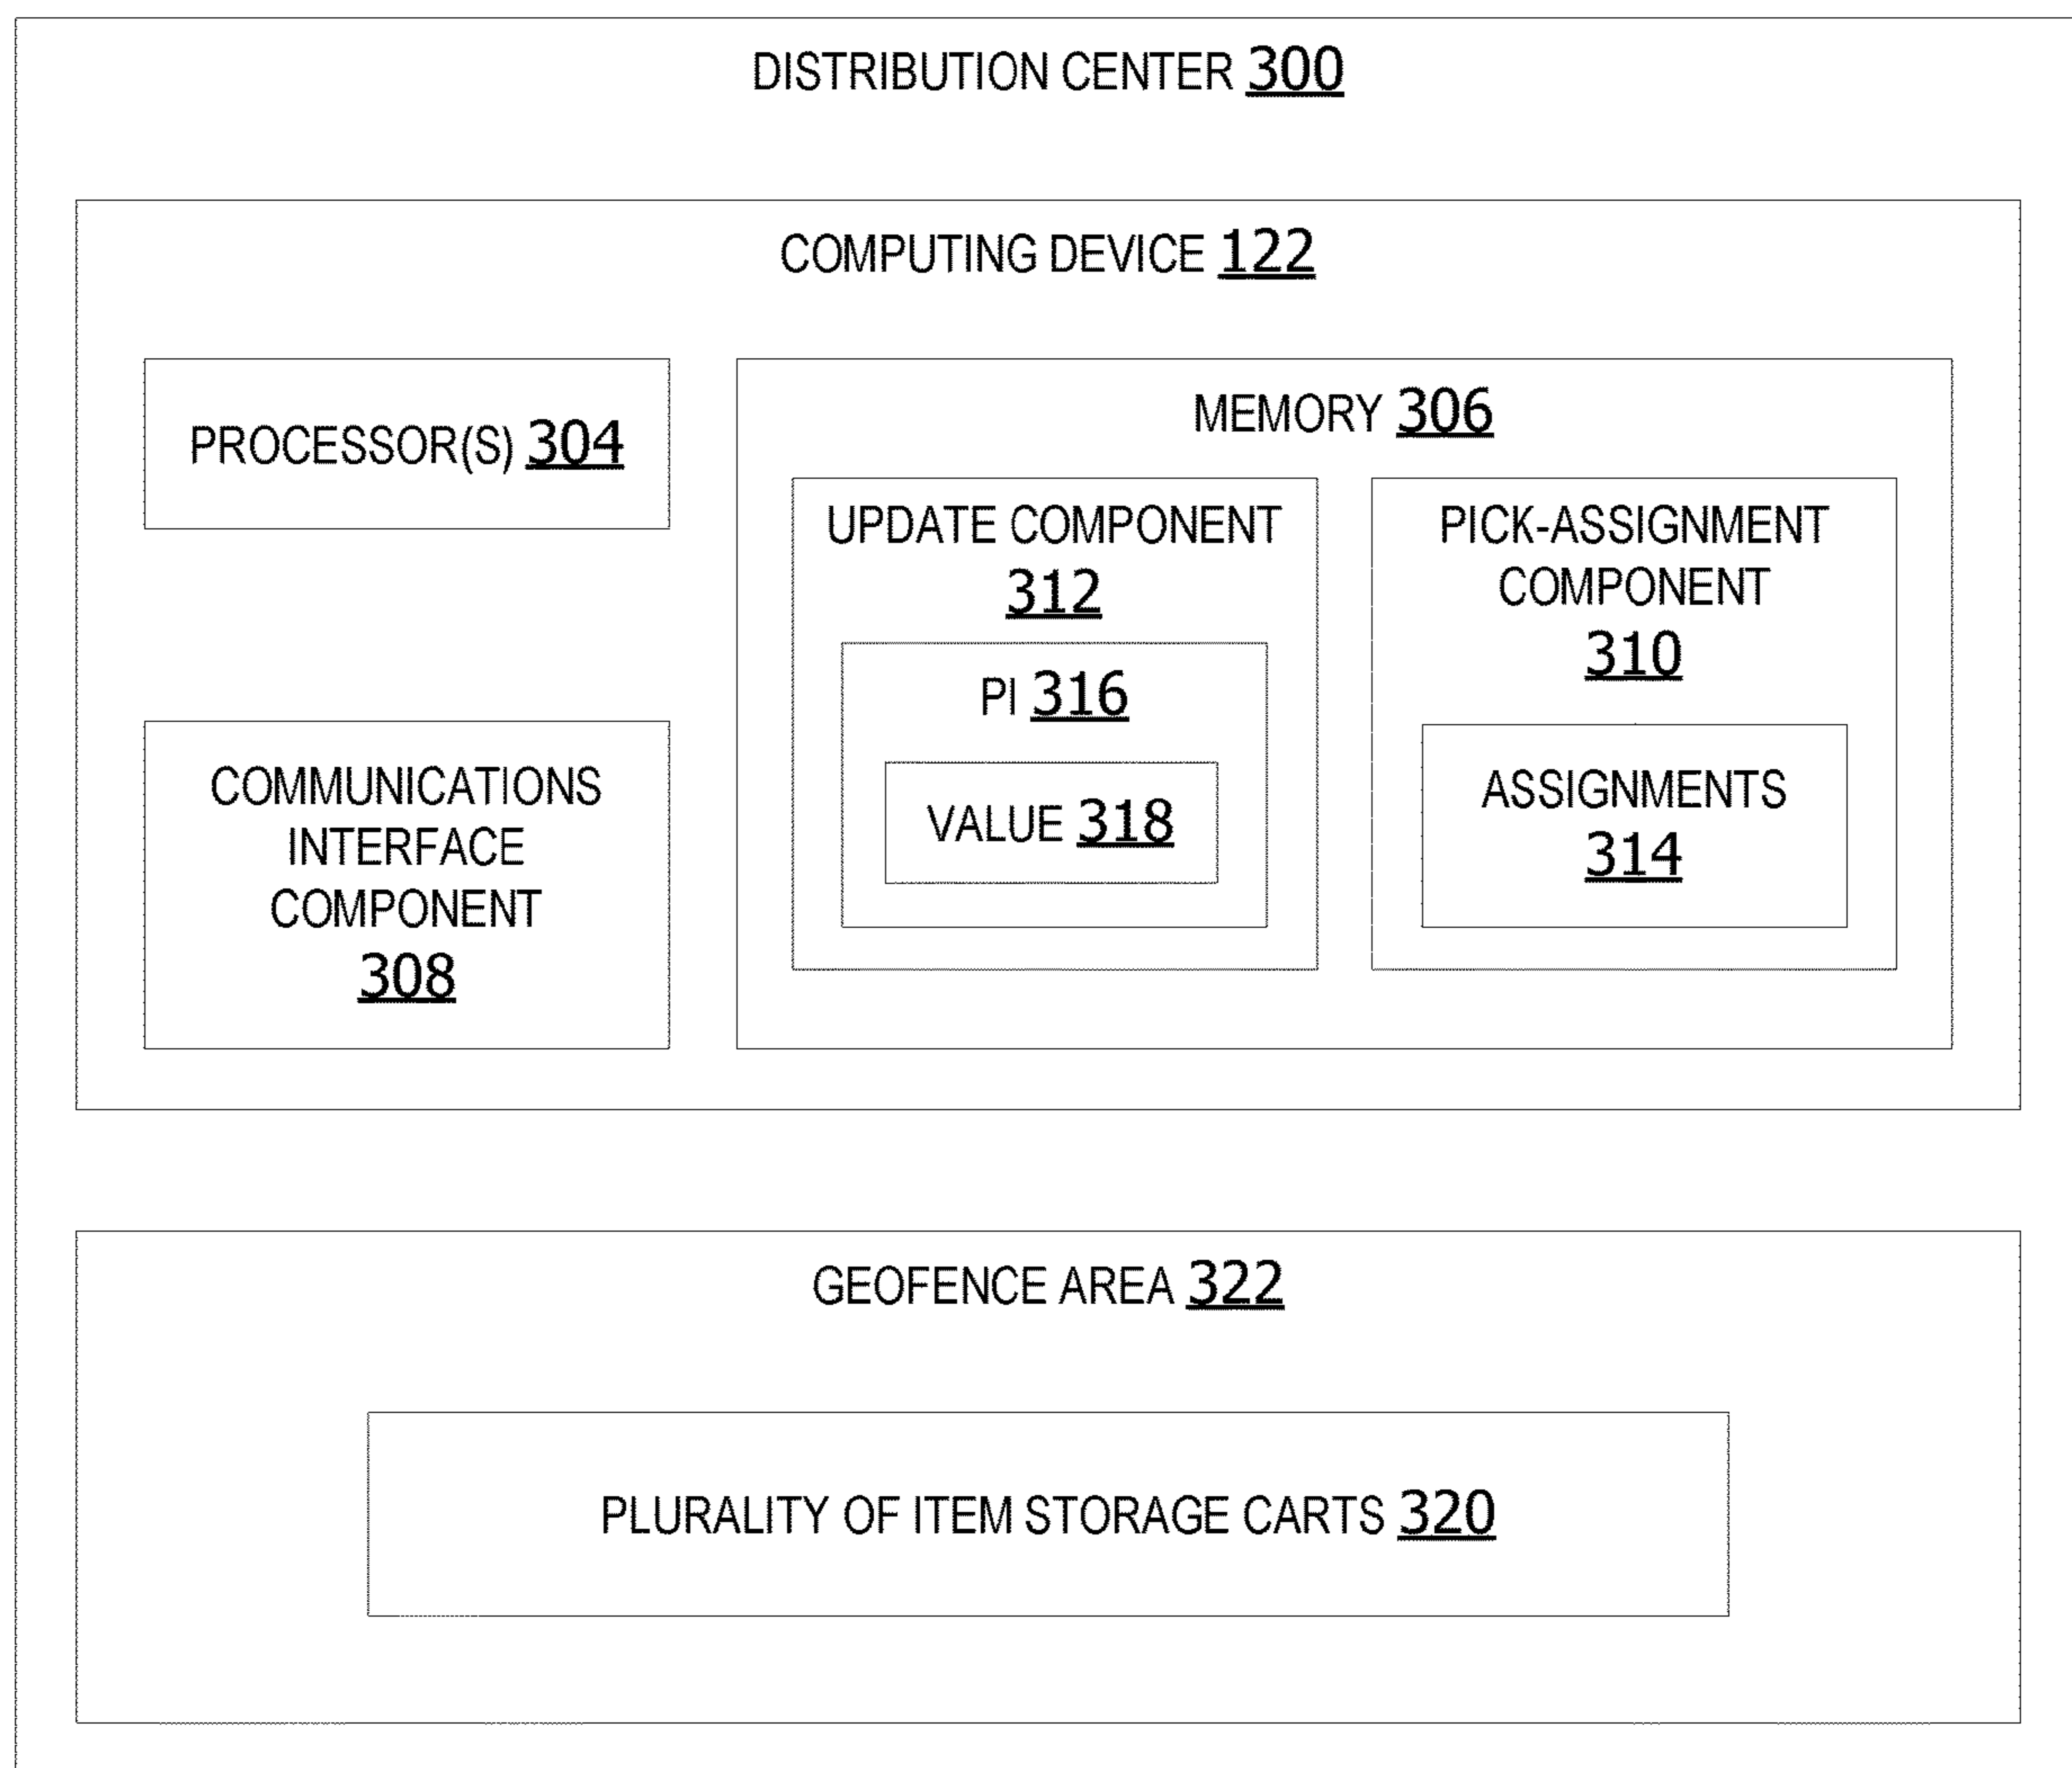 DISTRIBUTION CENTER 300
COMPUTING DEVICE 122
PROCESSOR(S) 304
COMMUNICATIONS
INTERFACE
COMPONENT
308
MEMORY 306
UPDATE COMPONENT
312
PI 316
VALUE 318
PICK-ASSIGNMENT
COMPONENT
310
ASSIGNMENTS
314
GEOFENCE AREA 322
PLURALITY OF ITEM STORAGE CARTS 320